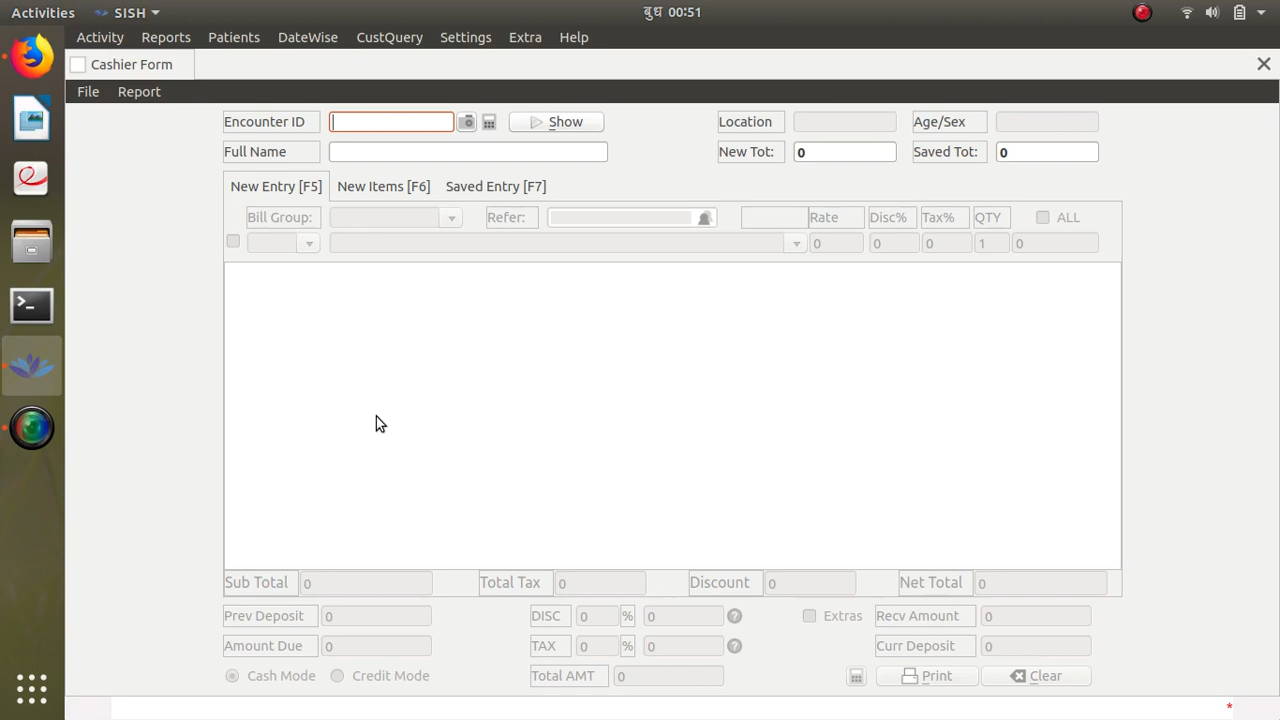 Activities SISH बुध 00:51
Activity Reports Patients DateWise CustQuery Settings Extra Help
Cashier Form
File Report
Encounter ID Show Location Age/Sex
Full Name New Tot: 0 Saved Tot: 0
New Entry [F5] New Items [F6] Saved Entry [F7]
Bill Group: Refer: Rate Disc% Tax% QTY ALL
0 0 0 1 0
Sub Total 0 Total Tax 0 Discount 0 Net Total 0
Prev Deposit 0 DISC 0 % 0 Extras Recv Amount 0
Amount Due 0 TAX 0 % 0 Curr Deposit 0
Cash Mode Credit Mode Total AMT 0 Print Clear
*